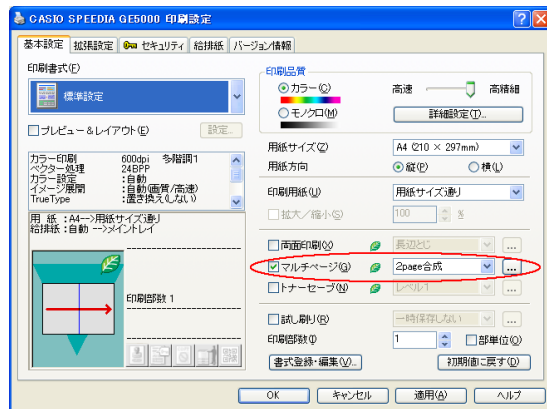 CASIO SPEEDIA GE5000 印刷設定
基本設定 拡張設定 セキュリティ 給排紙 バージョン情報
印刷書式(F)
標準設定
プレビュー＆レイアウト(E) 設定...
カラー印刷 600dpi 多階調1
ベクター処理 24BPP
カラー設定 :自動
イメージ展開 :自動(画質/高速)
TrueType :置き換え(しない)
用 紙 :A4-->用紙サイズ通り
給排紙:自動 -->メイントレイ
印刷部数 1
印刷品質
カラー(C) 高速 高精細
モノクロ(M) 詳細設定(T)...
用紙サイズ(Z) A4 (210 × 297mm)
用紙方向 縦(P) 横(L)
印刷用紙(U) 用紙サイズ通り
拡大／縮小(S) 100 %
両面印刷(X) 長辺とじ ...
マルチページ(G) 2page合成 ...
トナーセーブ(N) レベル1 ...
試し刷り(R) 一時保存しない ...
印刷部数(I) 1 部単位(O)
書式登録・編集(V)... 初期値に戻す(D)
OK キャンセル 適用(A) ヘルプ